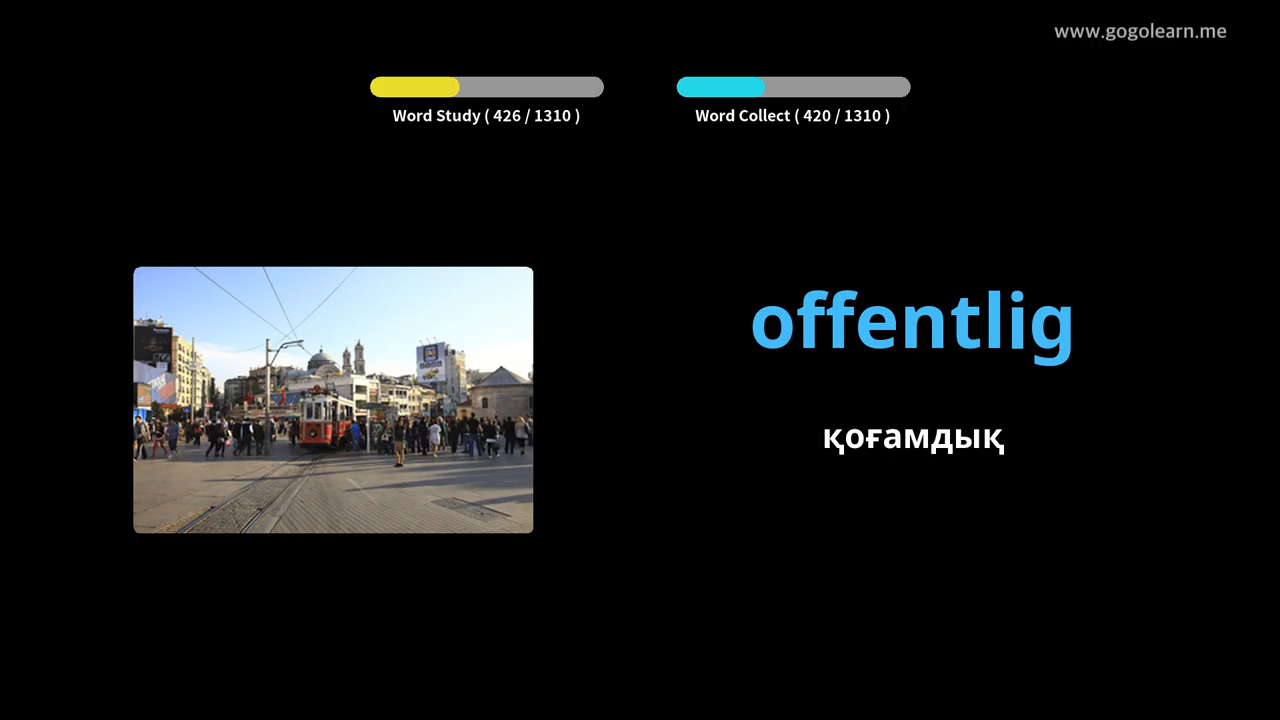 www.gogolearn.me
Word Study ( 426 / 1310 )
Word Collect ( 420 / 1310 )
offentlig
қоғамдық